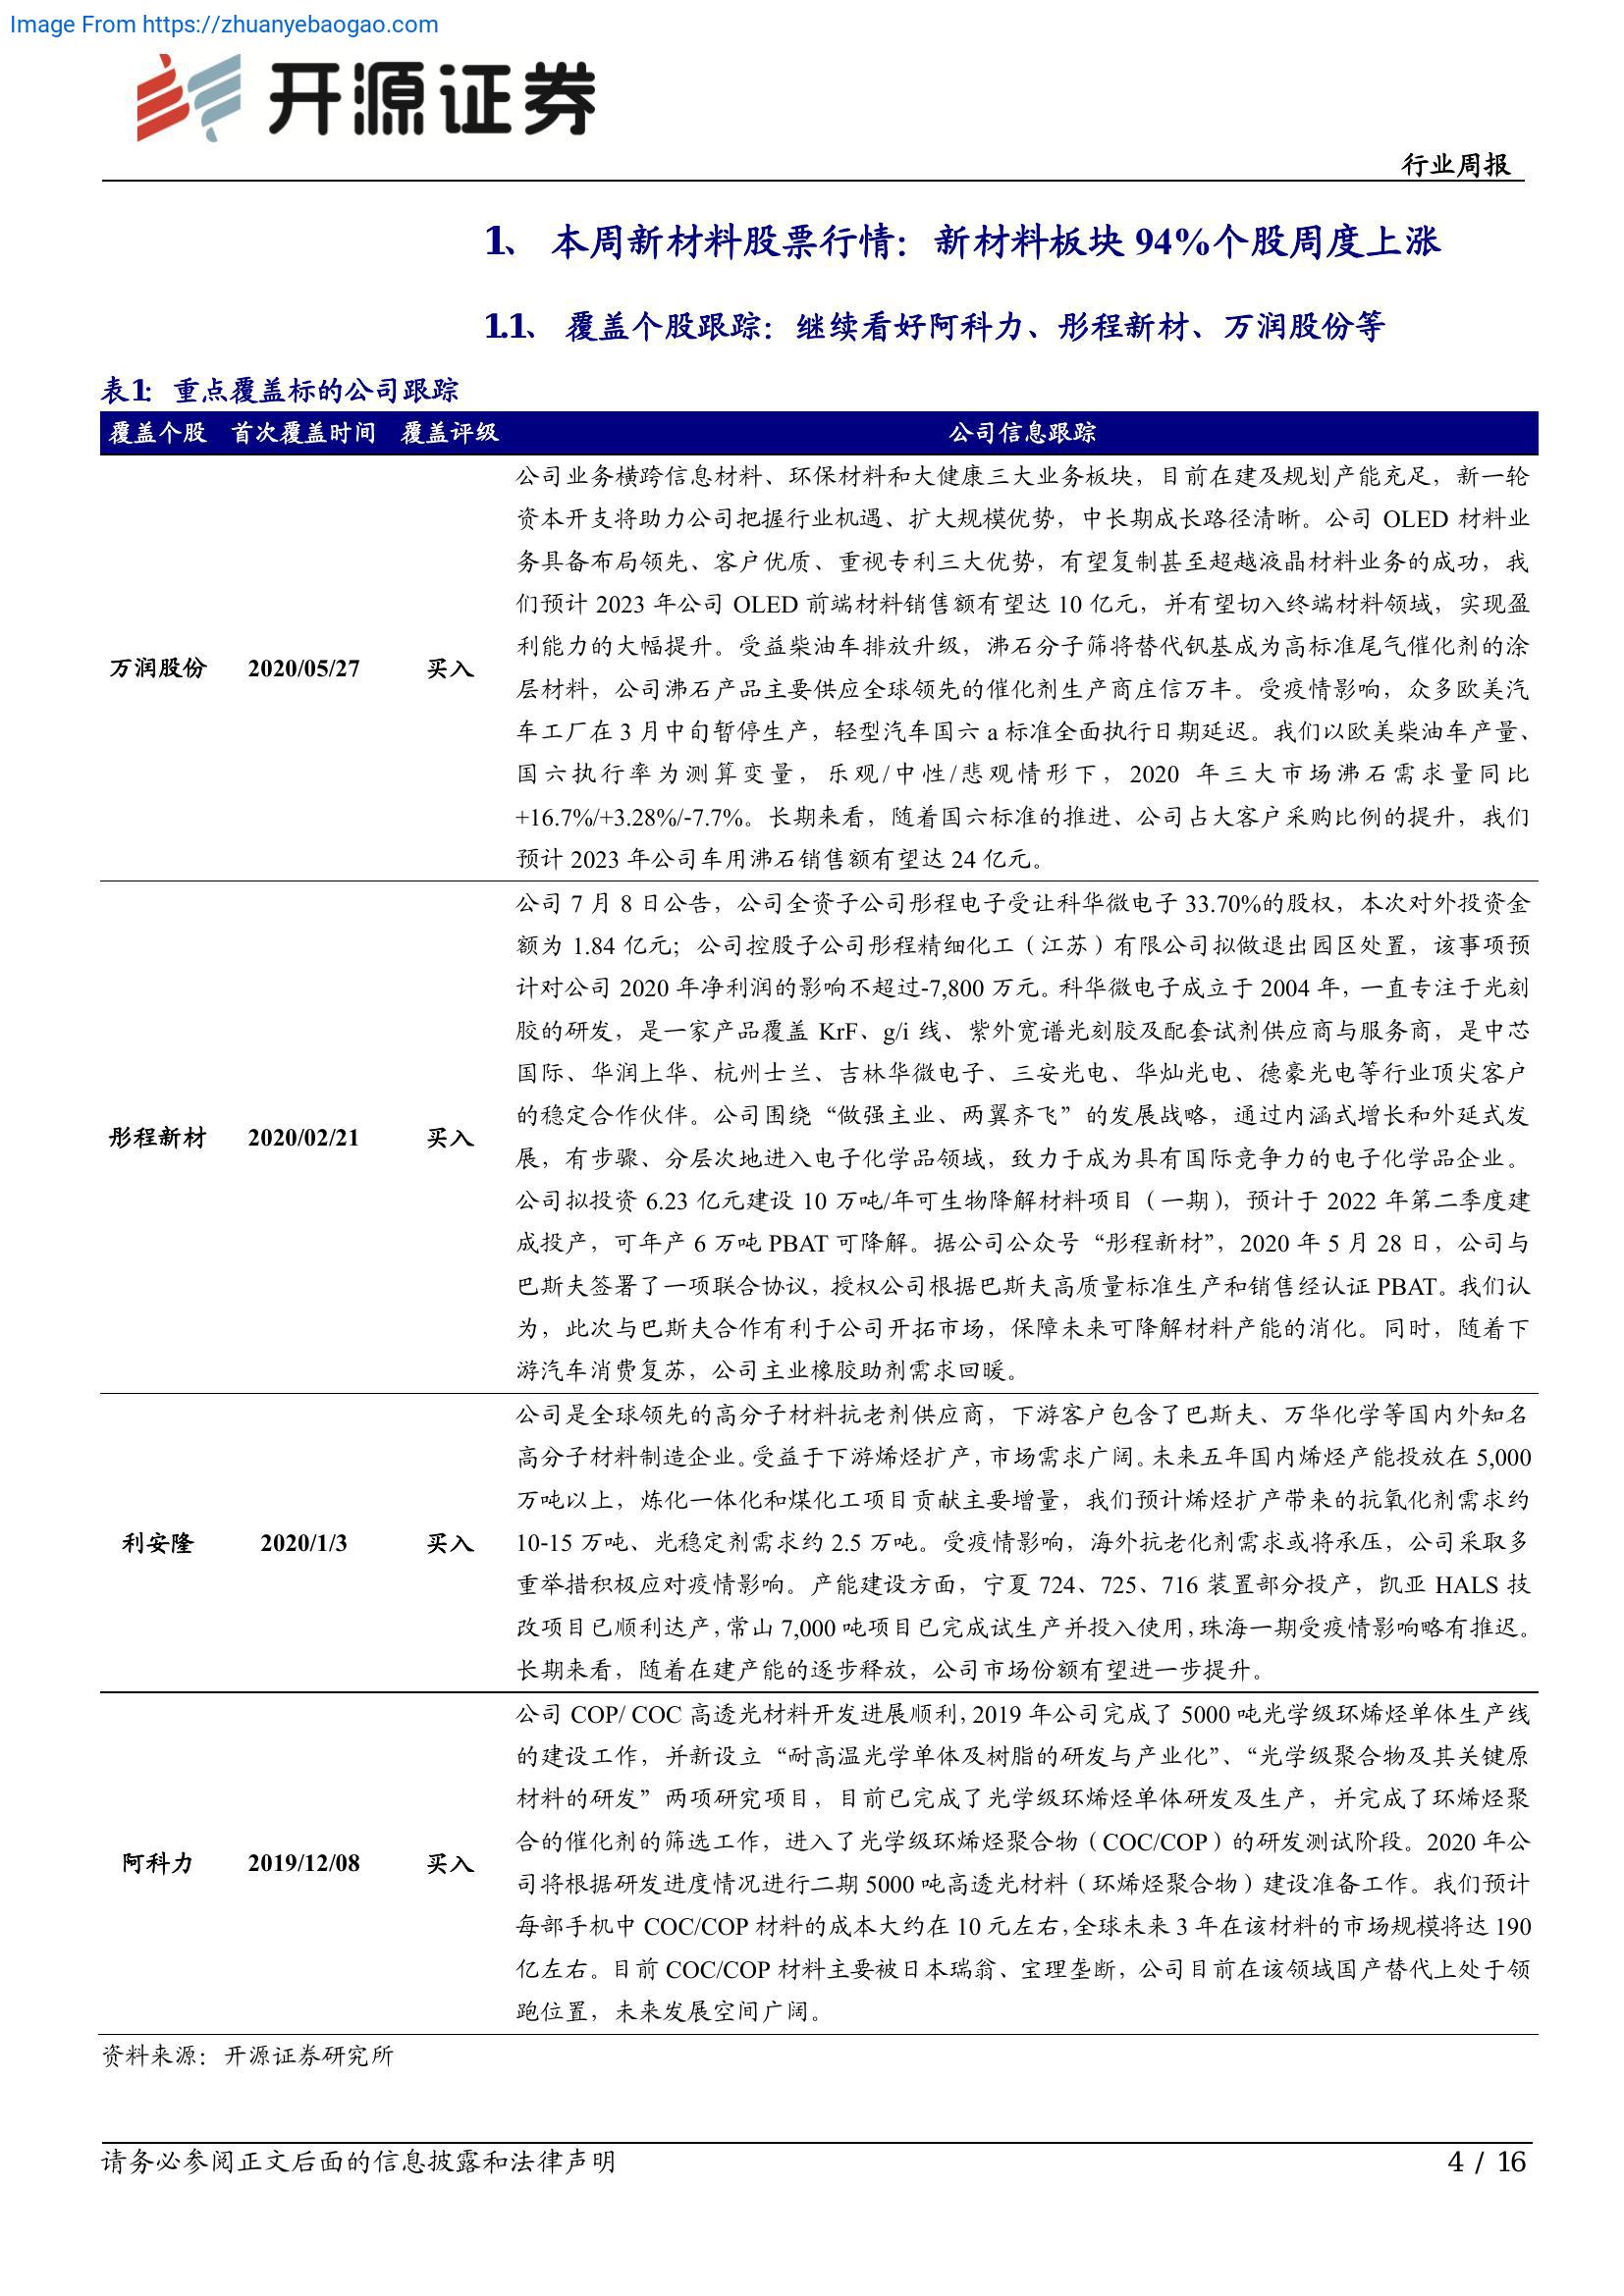 Image From https://zhuanyebaogao.com
开源证券
行业周报
1、 本周新材料股票行情：新材料板块 94%个股周度上涨
1.1、 覆盖个股跟踪：继续看好阿科力、彤程新材、万润股份等
表1：重点覆盖标的公司跟踪
覆盖个股 首次覆盖时间 覆盖评级 公司信息跟踪
公司业务横跨信息材料、环保材料和大健康三大业务板块，目前在建及规划产能充足，新一轮
资本开支将助力公司把握行业机遇、扩大规模优势，中长期成长路径清晰。公司 OLED 材料业
务具备布局领先、客户优质、重视专利三大优势，有望复制甚至超越液晶材料业务的成功，我
们预计 2023 年公司 OLED 前端材料销售额有望达 10 亿元，并有望切入终端材料领域，实现盈
利能力的大幅提升。受益柴油车排放升级，沸石分子筛将替代钒基成为高标准尾气催化剂的涂
万润股份 2020/05/27 买入
层材料，公司沸石产品主要供应全球领先的催化剂生产商庄信万丰。受疫情影响，众多欧美汽
车工厂在 3 月中旬暂停生产，轻型汽车国六 a 标准全面执行日期延迟。我们以欧美柴油车产量、
国六执行率为测算变量，乐观/中性/悲观情形下，2020 年三大市场沸石需求量同比
+16.7%/+3.28%/-7.7%。长期来看，随着国六标准的推进、公司占大客户采购比例的提升，我们
预计 2023 年公司车用沸石销售额有望达 24 亿元。
公司 7 月 8 日公告，公司全资子公司彤程电子受让科华微电子 33.70%的股权，本次对外投资金
额为 1.84 亿元；公司控股子公司彤程精细化工（江苏）有限公司拟做退出园区处置，该事项预
计对公司 2020 年净利润的影响不超过-7,800 万元。科华微电子成立于 2004 年，一直专注于光刻
胶的研发，是一家产品覆盖 KrF、g/i 线、紫外宽谱光刻胶及配套试剂供应商与服务商，是中芯
国际、华润上华、杭州士兰、吉林华微电子、三安光电、华灿光电、德豪光电等行业顶尖客户
的稳定合作伙伴。公司围绕“做强主业、两翼齐飞”的发展战略，通过内涵式增长和外延式发
彤程新材 2020/02/21 买入
展，有步骤、分层次地进入电子化学品领域，致力于成为具有国际竞争力的电子化学品企业。
公司拟投资 6.23 亿元建设 10 万吨/年可生物降解材料项目（一期），预计于 2022 年第二季度建
成投产，可年产 6 万吨 PBAT 可降解。据公司公众号“彤程新材”，2020 年 5 月 28 日，公司与
巴斯夫签署了一项联合协议，授权公司根据巴斯夫高质量标准生产和销售经认证 PBAT。我们认
为，此次与巴斯夫合作有利于公司开拓市场，保障未来可降解材料产能的消化。同时，随着下
游汽车消费复苏，公司主业橡胶助剂需求回暖。
公司是全球领先的高分子材料抗老剂供应商，下游客户包含了巴斯夫、万华化学等国内外知名
高分子材料制造企业。受益于下游烯烃扩产，市场需求广阔。未来五年国内烯烃产能投放在 5,000
万吨以上，炼化一体化和煤化工项目贡献主要增量，我们预计烯烃扩产带来的抗氧化剂需求约
利安隆 2020/1/3 买入
10-15 万吨、光稳定剂需求约 2.5 万吨。受疫情影响，海外抗老化剂需求或将承压，公司采取多
重举措积极应对疫情影响。产能建设方面，宁夏 724、725、716 装置部分投产，凯亚 HALS 技
改项目已顺利达产，常山 7,000 吨项目已完成试生产并投入使用，珠海一期受疫情影响略有推迟。
长期来看，随着在建产能的逐步释放，公司市场份额有望进一步提升。
公司 COP/ COC 高透光材料开发进展顺利，2019 年公司完成了 5000 吨光学级环烯烃单体生产线
的建设工作，并新设立“耐高温光学单体及树脂的研发与产业化”、“光学级聚合物及其关键原
材料的研发”两项研究项目，目前已完成了光学级环烯烃单体研发及生产，并完成了环烯烃聚
合的催化剂的筛选工作，进入了光学级环烯烃聚合物（COC/COP）的研发测试阶段。2020 年公
阿科力 2019/12/08 买入
司将根据研发进度情况进行二期 5000 吨高透光材料（环烯烃聚合物）建设准备工作。我们预计
每部手机中 COC/COP 材料的成本大约在 10 元左右，全球未来 3 年在该材料的市场规模将达 190
亿左右。目前 COC/COP 材料主要被日本瑞翁、宝理垄断，公司目前在该领域国产替代上处于领
跑位置，未来发展空间广阔。
资料来源：开源证券研究所
请务必参阅正文后面的信息披露和法律声明 4 / 16